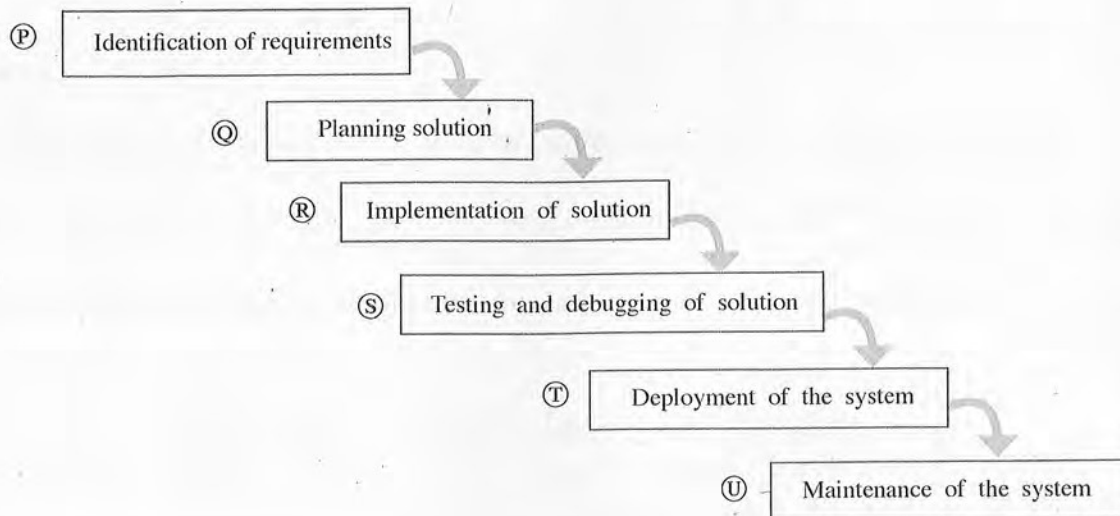 Ⓟ Identification of requirements
Ⓠ Planning solution
Ⓡ Implementation of solution
Ⓢ Testing and debugging of solution
Ⓣ Deployment of the system
Ⓤ Maintenance of the system